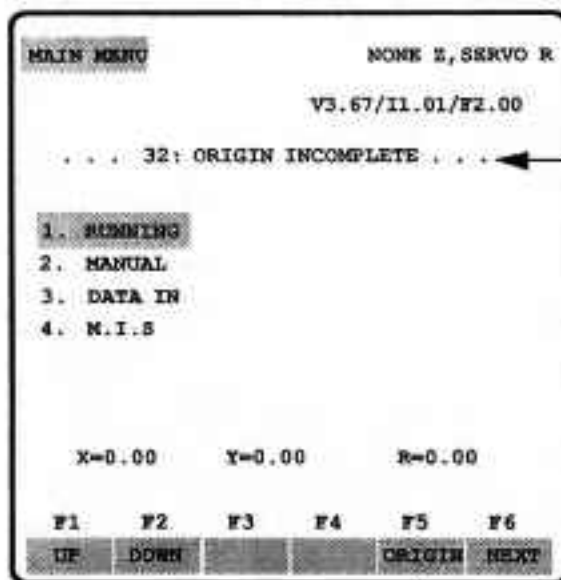 MAIN MENU NONE Z,SERVO R
V3.67/I1.01/F2.00
. . . 32: ORIGIN INCOMPLETE . . .
1. RUNNING
2. MANUAL
3. DATA IN
4. M.I.S
X=0.00 Y=0.00 R=0.00
F1 F2 F3 F4 F5 F6
UP DOWN ORIGIN NEXT